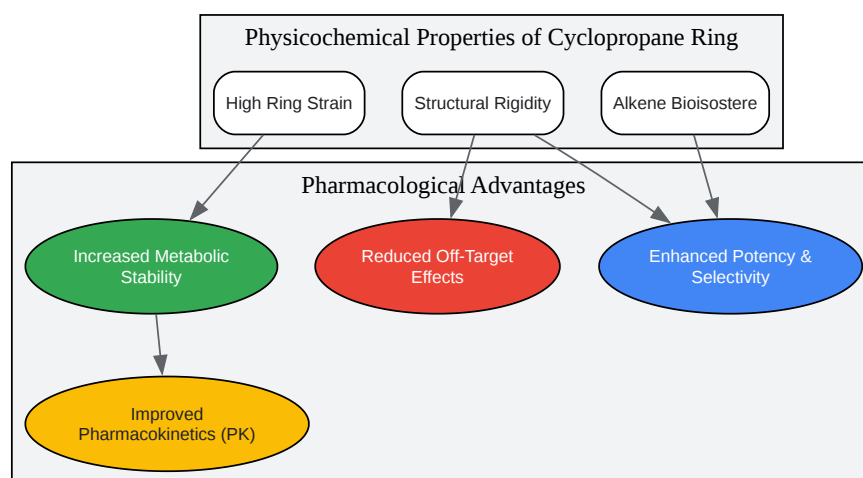 Physicochemical Properties of Cyclopropane Ring
High Ring Strain
Structural Rigidity
Alkene Bioisostere
Pharmacological Advantages
Increased Metabolic
Stability
Reduced Off-Target
Effects
Enhanced Potency &
Selectivity
Improved
Pharmacokinetics (PK)